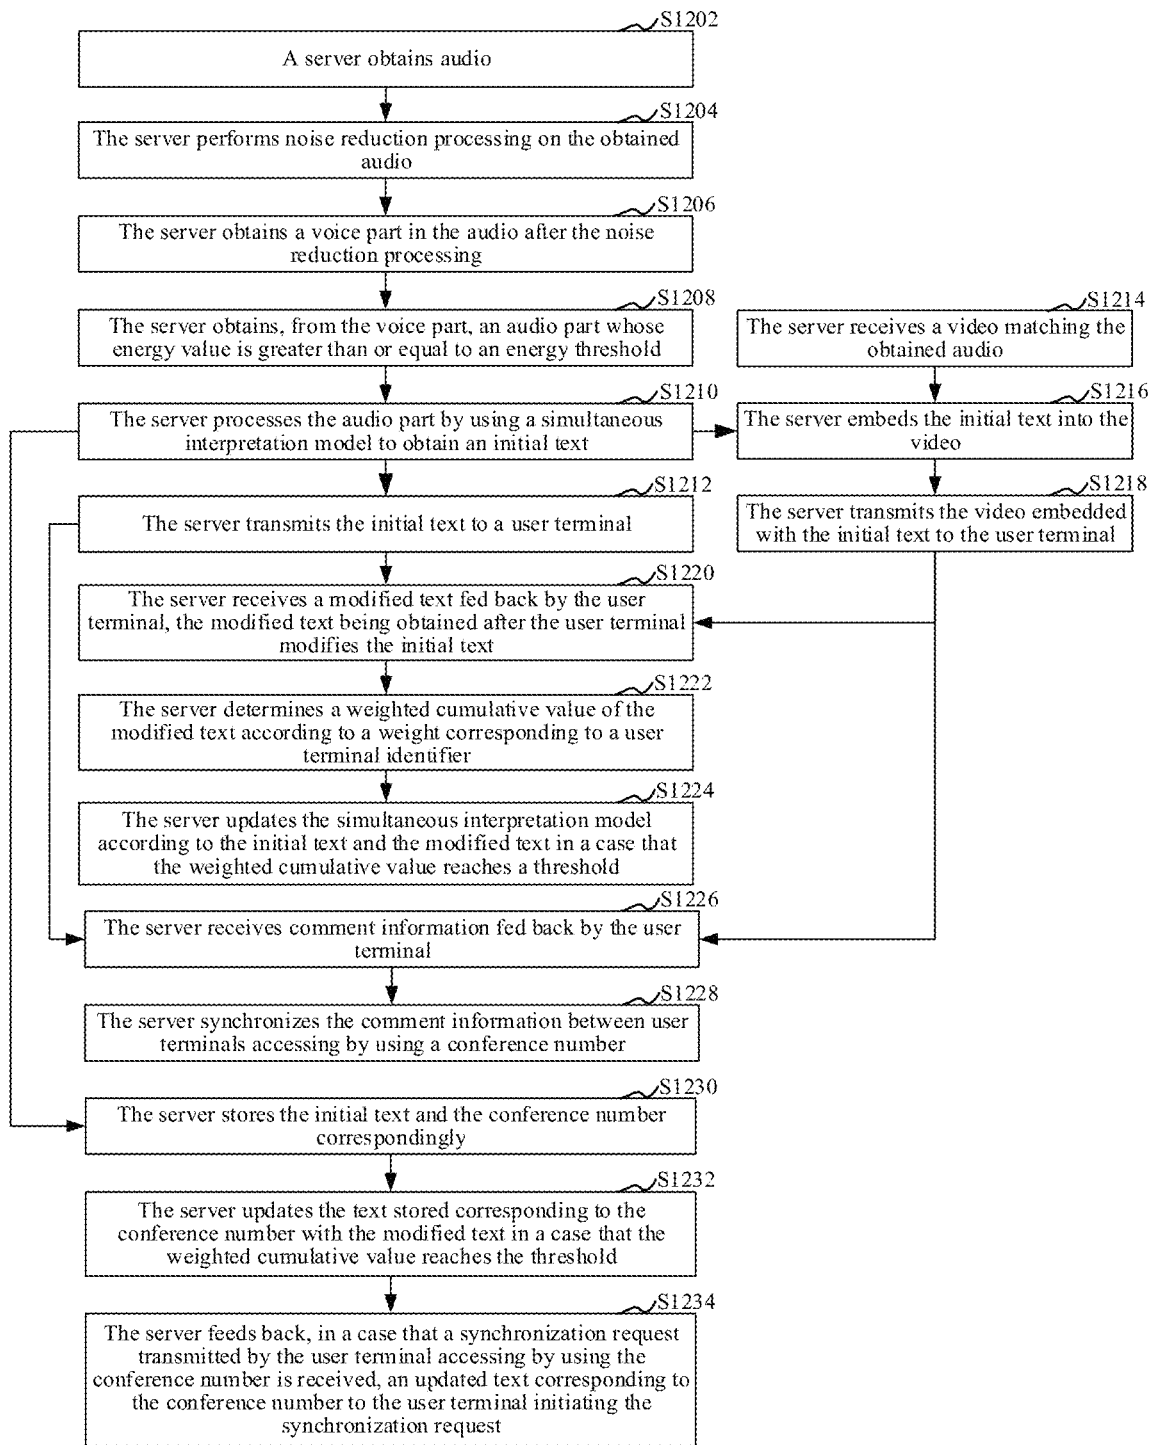 S1202
A server obtains audio
S1204
The server performs noise reduction processing on the obtained
audio
S1206
The server obtains a voice part in the audio after the noise
reduction processing
S1208
The server obtains, from the voice part, an audio part whose
energy value is greater than or equal to an energy threshold
S1210
The server processes the audio part by using a simultaneous
interpretation model to obtain an initial text
S1212
The server transmits the initial text to a user terminal
S1214
The server receives a video matching the
obtained audio
S1216
The server embeds the initial text into the
video
S1218
The server transmits the video embedded
with the initial text to the user terminal
S1220
The server receives a modified text fed back by the user
terminal, the modified text being obtained after the user terminal
modifies the initial text
S1222
The server determines a weighted cumulative value of the
modified text according to a weight corresponding to a user
terminal identifier
S1224
The server updates the simultaneous interpretation model
according to the initial text and the modified text in a case that
the weighted cumulative value reaches a threshold
S1226
The server receives comment information fed back by the user
terminal
S1228
The server synchronizes the comment information between user
terminals accessing by using a conference number
S1230
The server stores the initial text and the conference number
correspondingly
S1232
The server updates the text stored corresponding to the
conference number with the modified text in a case that the
weighted cumulative value reaches the threshold
S1234
The server feeds back, in a case that a synchronization request
transmitted by the user terminal accessing by using the
conference number is received, an updated text corresponding to
the conference number to the user terminal initiating the
synchronization request